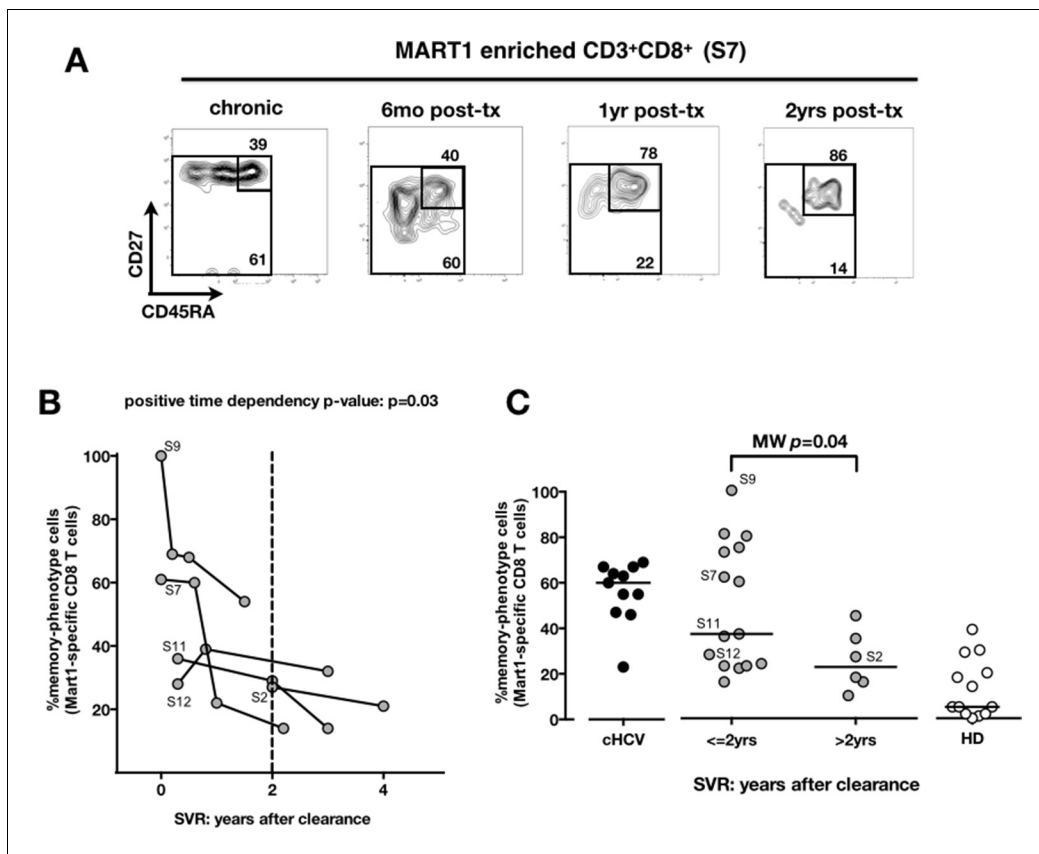 A
MART1 enriched CD3+CD8+ (S7)
chronic
6mo post-tx
1yr post-tx
2yrs post-tx
39
40
78
86
61
60
22
14
CD27
CD45RA
B
positive time dependency p-value: p=0.03
%memory-phenotype cells
(Mart1-specific CD8 T cells)
100
80
60
40
20
S9
S7
S11
S12
S2
0
2
4
SVR: years after clearance
C
MW p=0.04
%memory-phenotype cells
(Mart1-specific CD8 T cells)
100
80
60
40
20
0
S9
S7
S11
S12
S2
cHCV
<=2yrs
>2yrs
HD
SVR: years after clearance